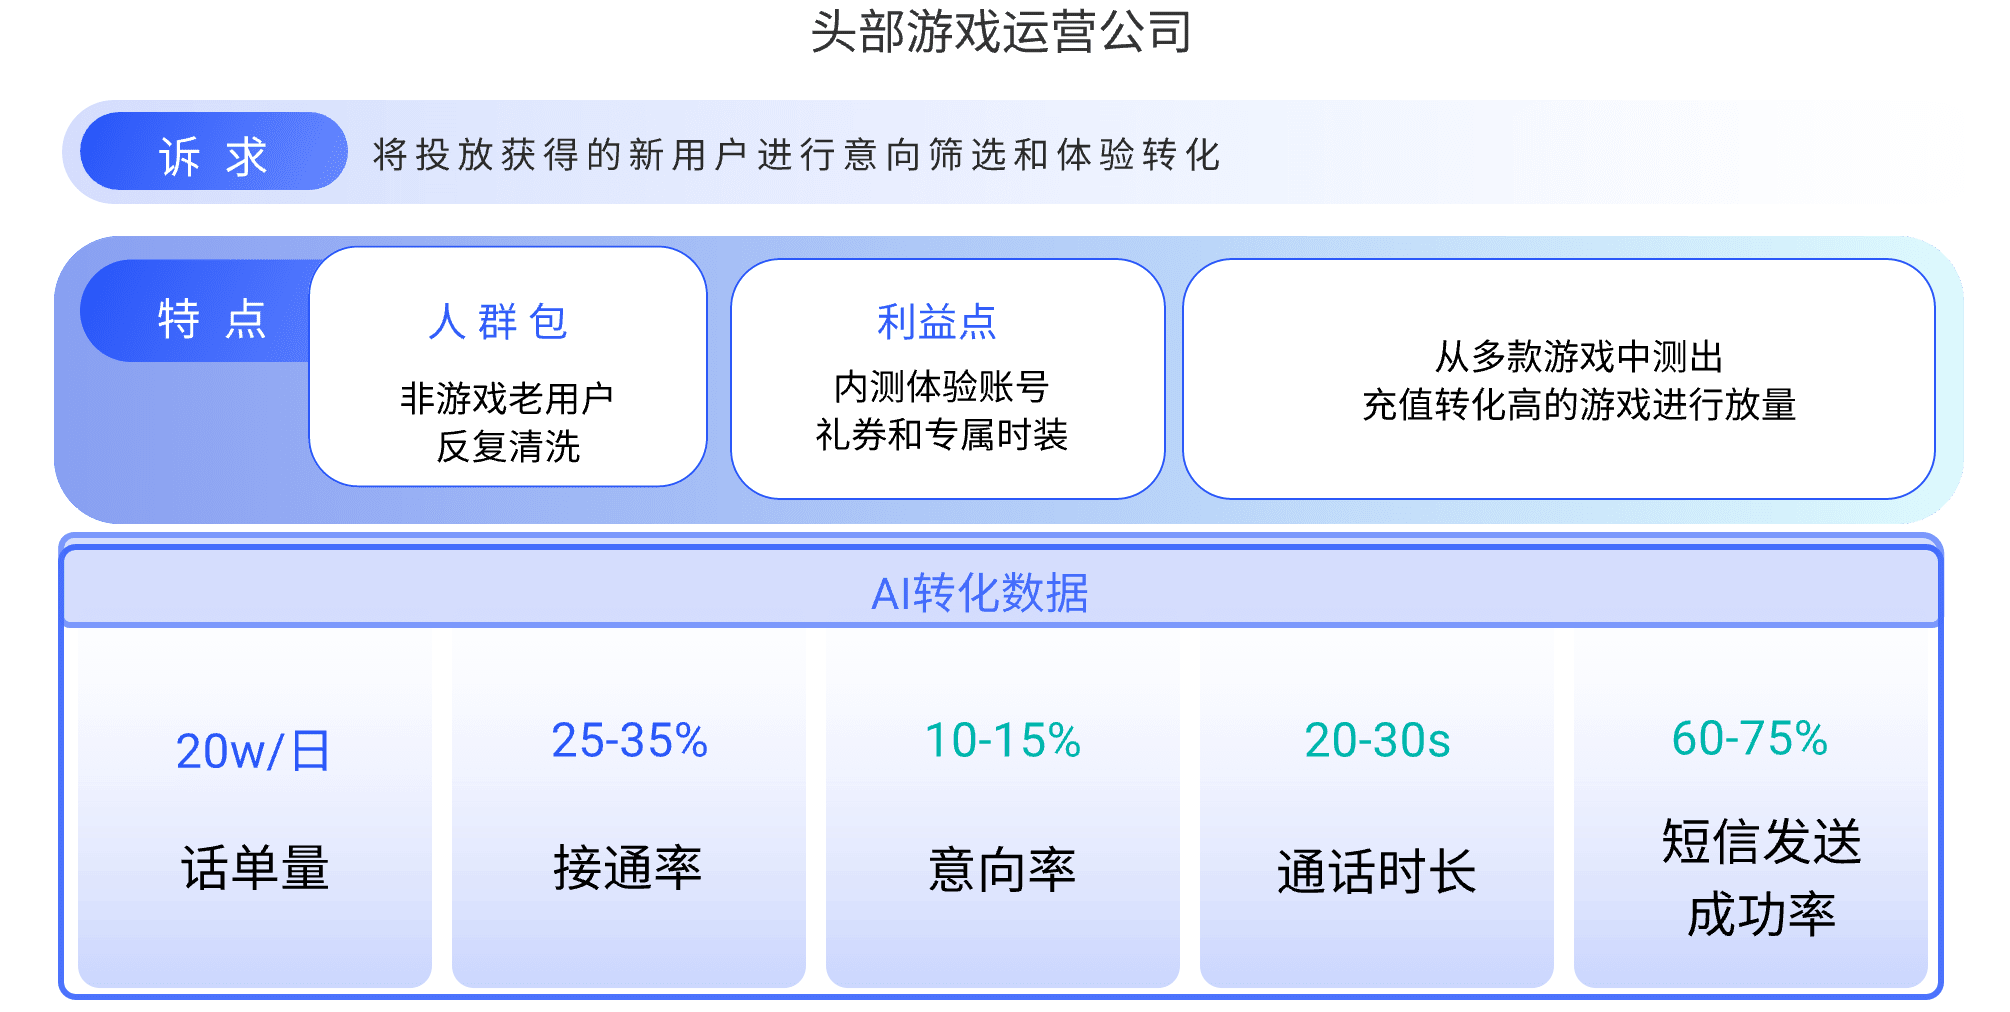 头部游戏运营公司
诉求
将投放获得的新用户进行意向筛选和体验转化
特点
人群包
非游戏老用户
反复清洗
利益点
内测体验账号
礼券和专属时装
从多款游戏中测出
充值转化高的游戏进行放量
AI转化数据
20w/日
话单量
25-35%
接通率
10-15%
意向率
20-30s
通话时长
60-75%
短信发送
成功率